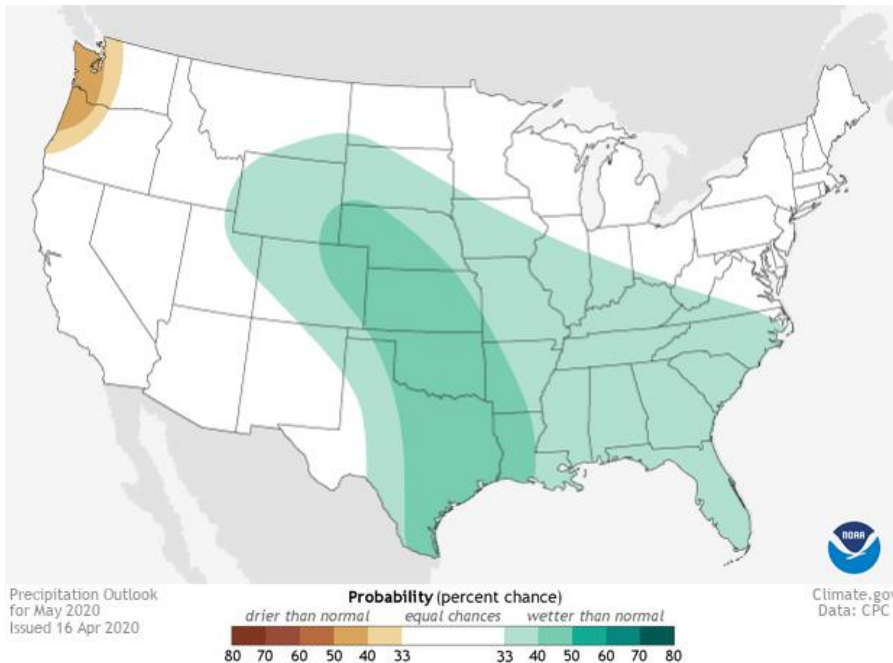 NOAA
Precipitation Outlook
for May 2020
Issued 16 Apr 2020
Probability (percent chance)
drier than normal equal chances wetter than normal
80 70 60 50 40 33 33 40 50 60 70 80
Climate.gov
Data: CPC